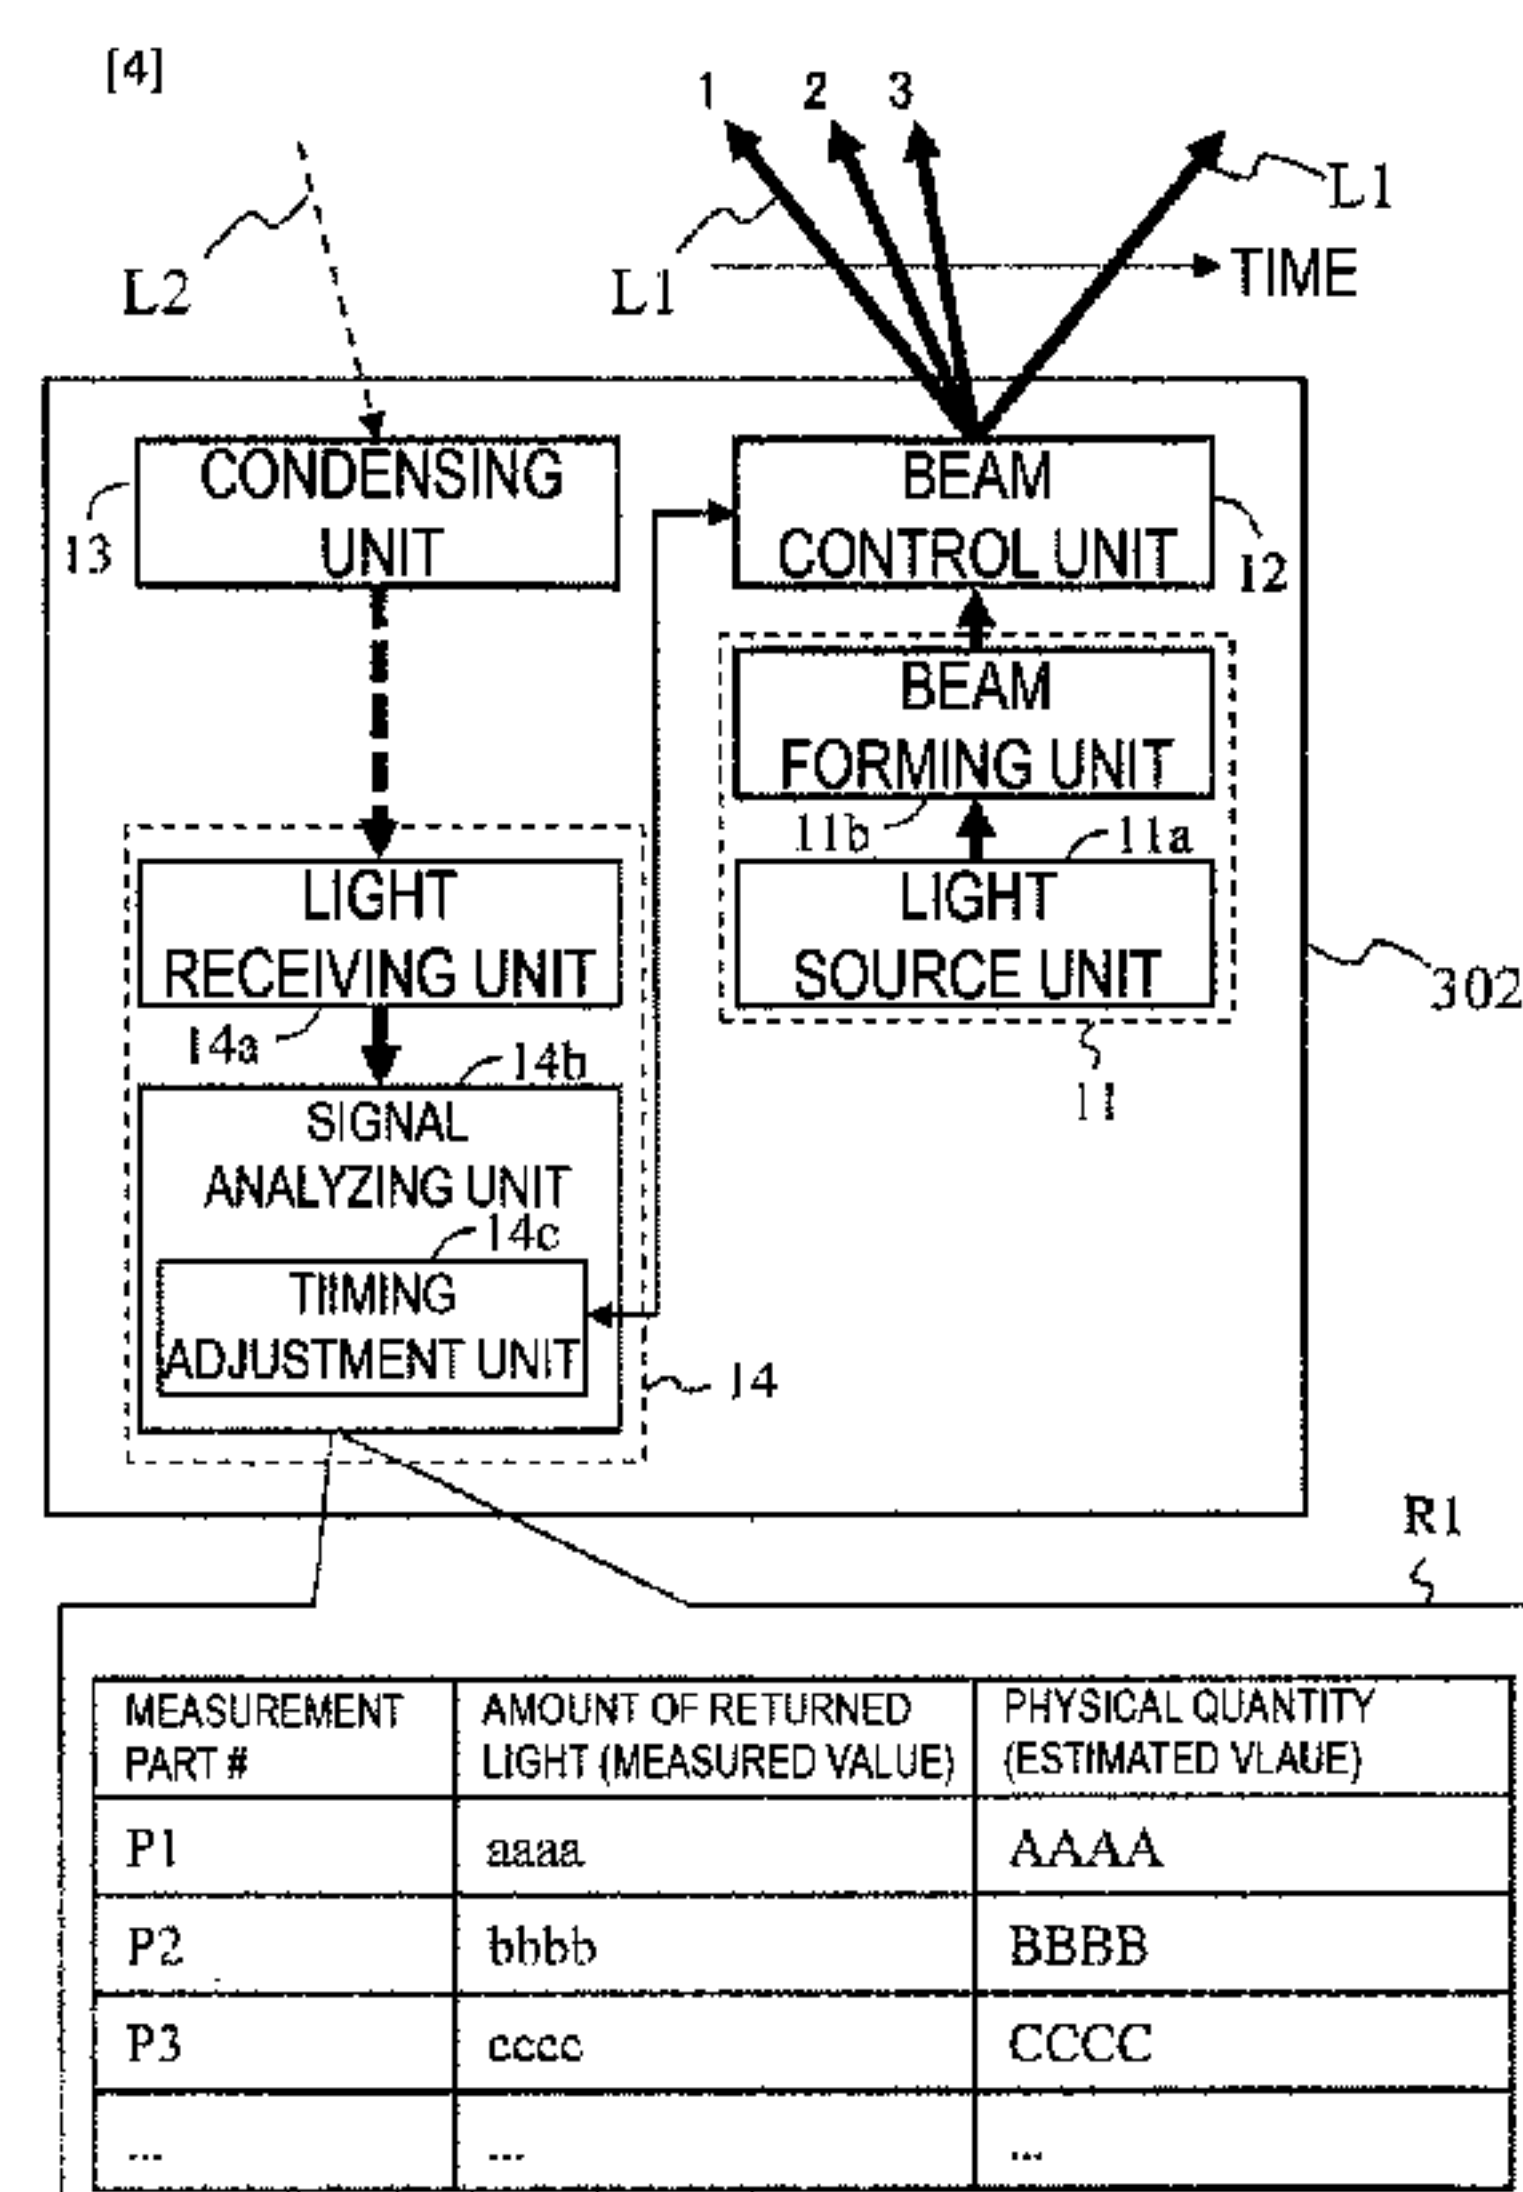 [4]
1 2 3
L1
L2
L1
TIME
CONDENSING
UNIT
13
BEAM
CONTROL UNIT
12
BEAM
FORMING UNIT
11b
11a
LIGHT
RECEIVING UNIT
14a
LIGHT
SOURCE UNIT
302
11
14b
SIGNAL
ANALYZING UNIT
14c
TIIMING
ADJUSTMENT UNIT
14
R1
MEASUREMENT
PART #
AMOUNT OF RETURNED
LIGHT (MEASURED VALUE)
PHYSICAL QUANTITY
(ESTIMATED VLAUE)
P1 aaaa AAAA
P2 bbbb BBBB
P3 cccc CCCC
... ... ...